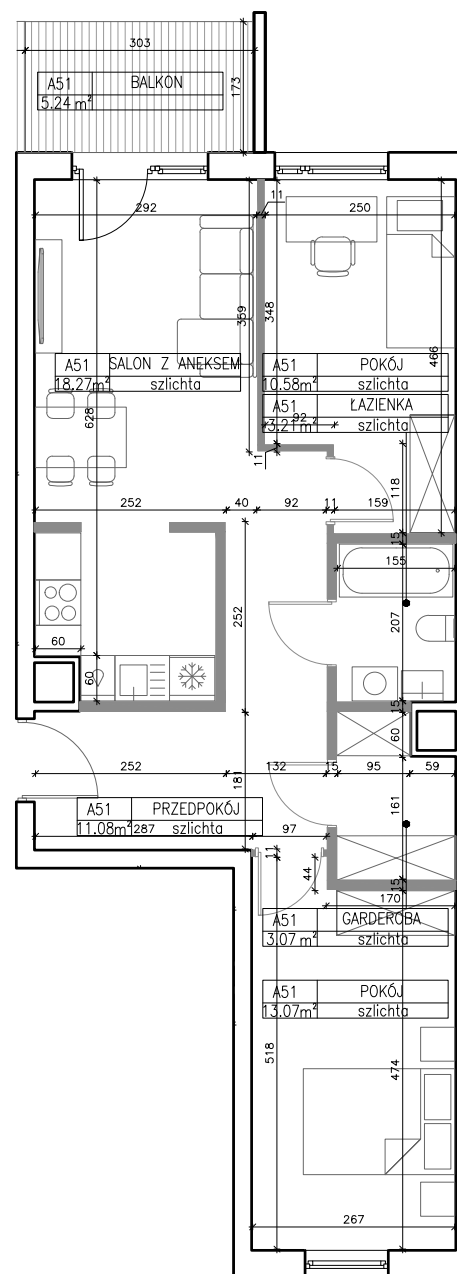 303
A51 BALKON
5.24 m²
173
292
11
250
359
348
466
A51 SALON Z ANEKSEM
18.27m² szlichta
A51 POKÓJ
10.58m² szlichta
A51 ŁAZIENKA
3.21m² szlichta
92
628
11
118
252
40
92
11
159
15
155
252
207
60
60
15
60
252
132
15
95
59
181
161
A51 PRZEDPOKÓJ
11.08m² szlichta
287
97
11
44
15
170
A51 GARDEROBA
3.07 m² szlichta
A51 POKÓJ
13.07m² szlichta
518
474
267